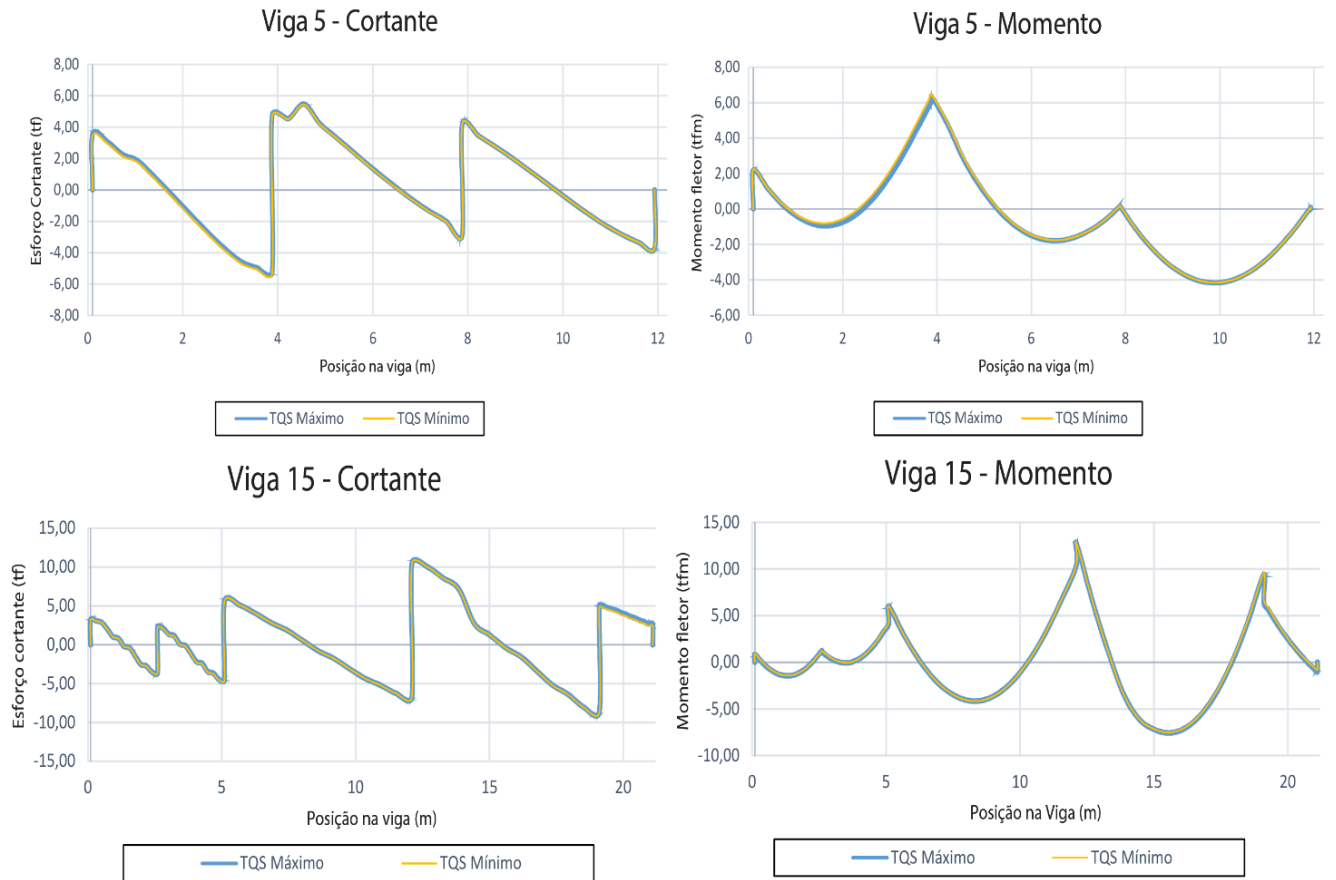 Viga 5 - Cortante
8,00
6,00
4,00
2,00
0,00
-2,00
-4,00
-6,00
-8,00
Esforço Cortante (tf)
0 2 4 6 8 10 12
Posição na viga (m)
TQS Máximo TQS Mínimo
Viga 5 - Momento
8,00
6,00
4,00
2,00
0,00
-2,00
-4,00
-6,00
Momento fletor (tfm)
0 2 4 6 8 10 12
Posição na viga (m)
TQS Máximo TQS Mínimo
Viga 15 - Cortante
15,00
10,00
5,00
0,00
-5,00
-10,00
-15,00
Esforço cortante (tf)
0 5 10 15 20
Posição na viga (m)
TQS Máximo TQS Mínimo
Viga 15 - Momento
15,00
10,00
5,00
0,00
-5,00
-10,00
Momento fletor (tfm)
0 5 10 15 20
Posição na Viga (m)
TQS Máximo TQS Mínimo